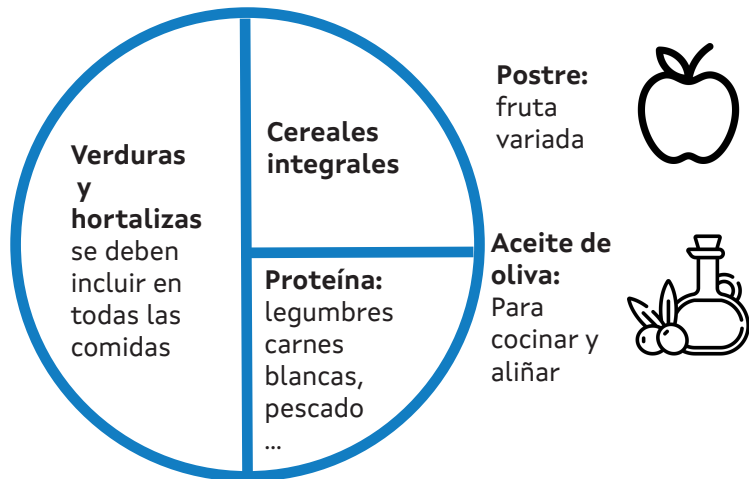 Verduras
y
hortalizas
se deben
incluir en
todas las
comidas
Cereales
integrales
Proteína:
legumbres
carnes
blancas,
pescado
...
Postre:
fruta
variada
Aceite de
oliva:
Para
cocinar y
aliñar